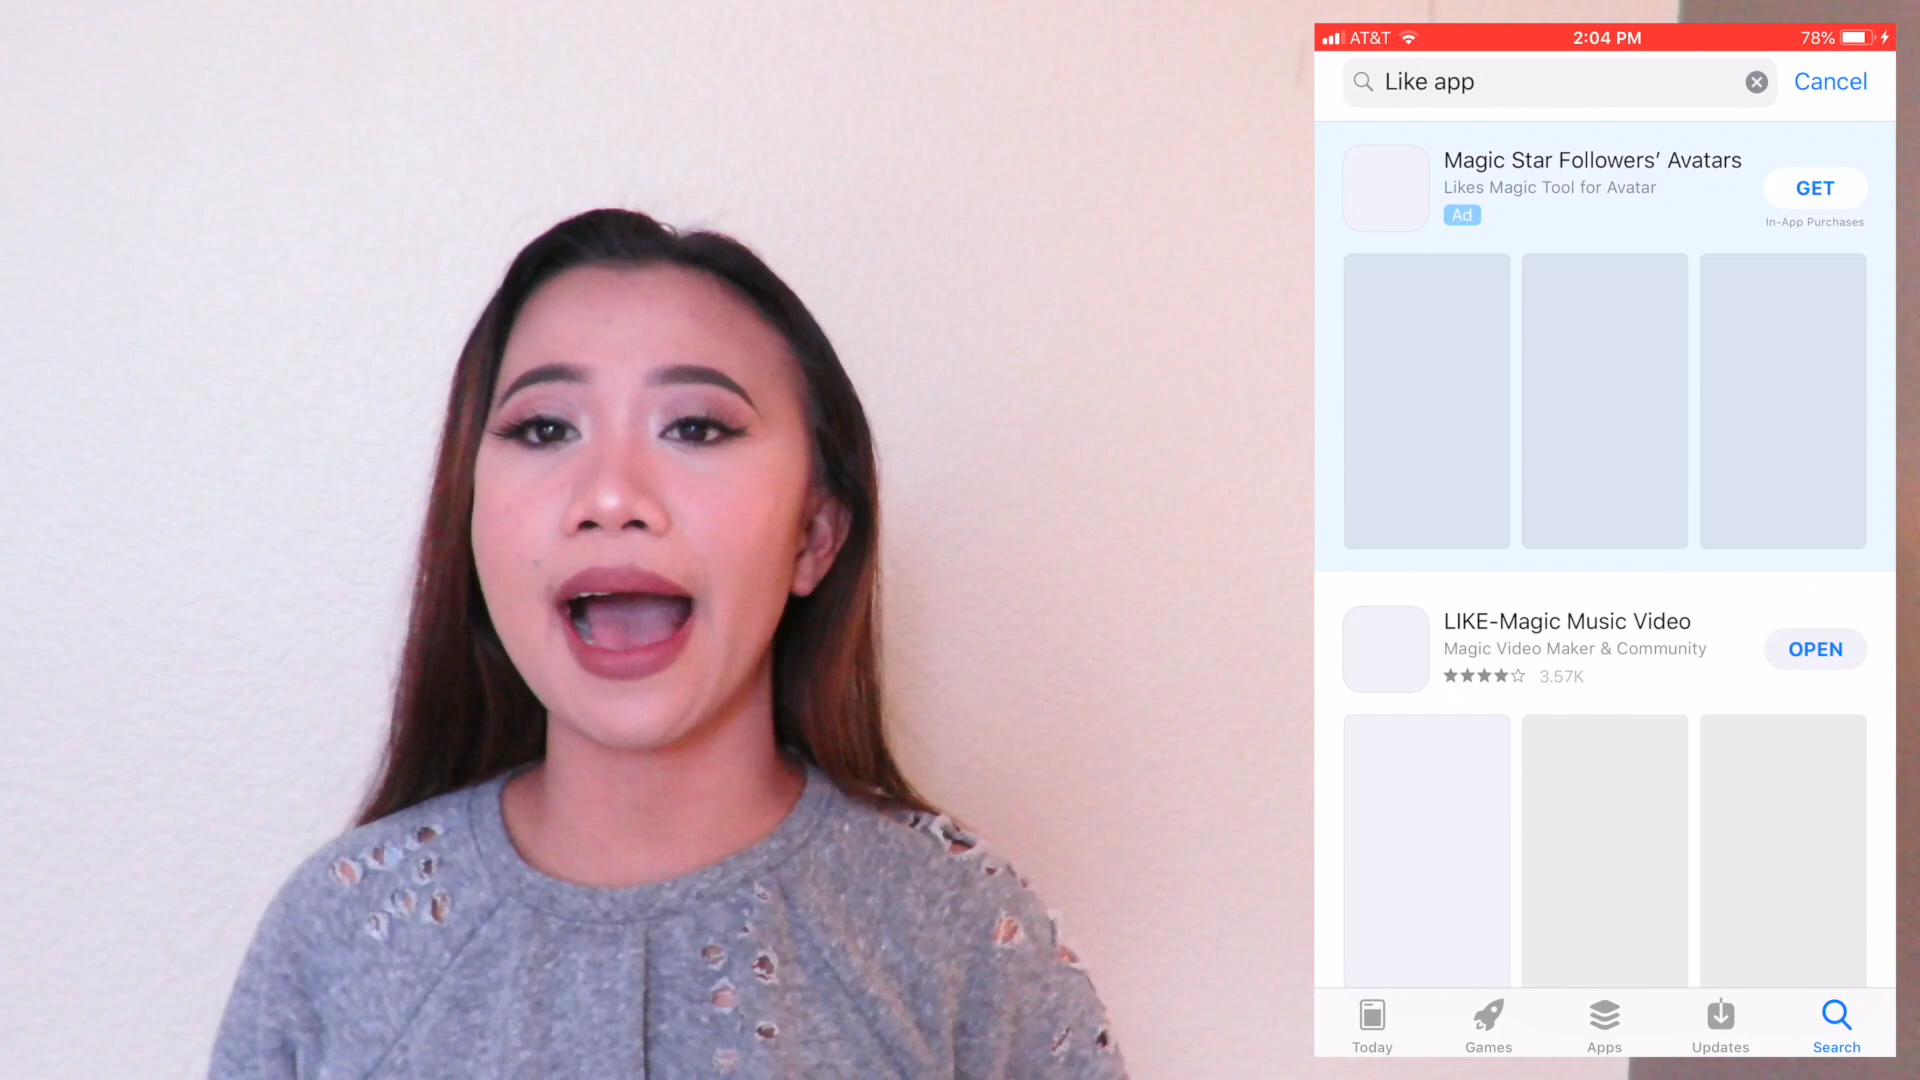 AT&T 2:04 PM 78%
Like app Cancel
Magic Star Followers’ Avatars
Likes Magic Tool for Avatar
Ad
GET
In-App Purchases
LIKE-Magic Music Video
Magic Video Maker & Community
3.57K
OPEN
Today Games Apps Updates Search